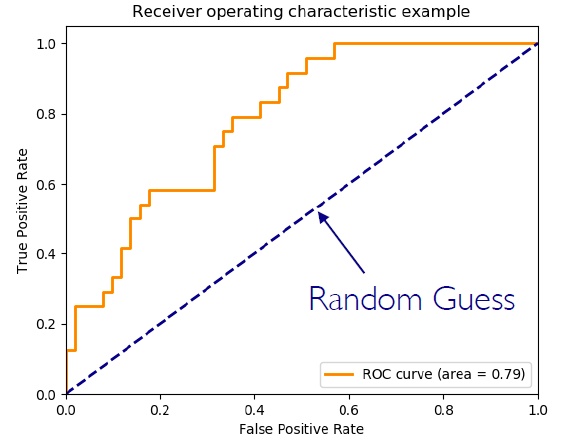 Receiver operating characteristic example
1.0
0.8
0.6
0.4
0.2
0.0
True Positive Rate
Random Guess
ROC curve (area = 0.79)
0.0 0.2 0.4 0.6 0.8 1.0
False Positive Rate